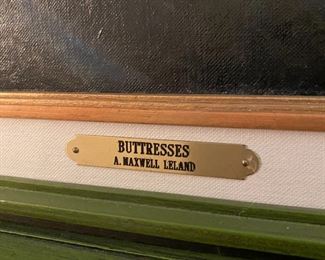 BUTTRESSES
A. MAXWELL LELAND